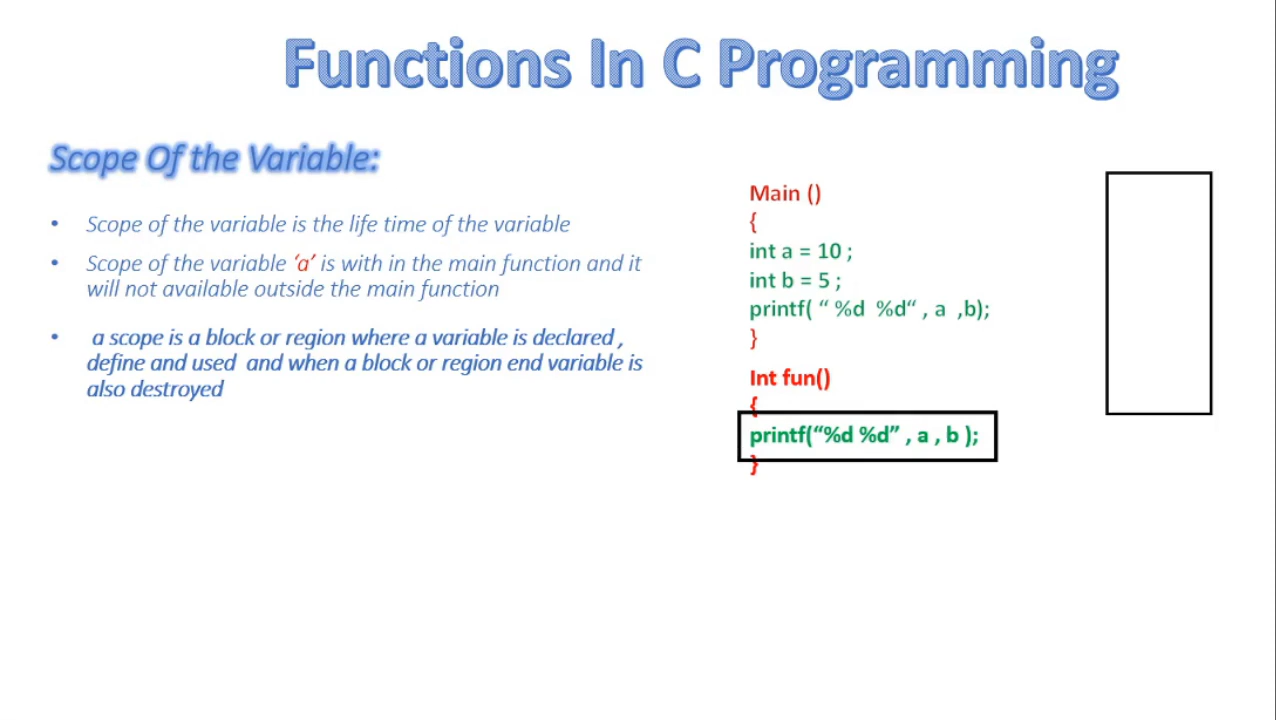 Functions In C Programming
Scope Of the Variable:
• Scope of the variable is the life time of the variable
• Scope of the variable ‘a’ is with in the main function and it
will not available outside the main function
• a scope is a block or region where a variable is declared ,
define and used and when a block or region end variable is
also destroyed
Main ()
{
int a = 10 ;
int b = 5 ;
printf( “ %d %d“ , a ,b);
}
Int fun()
{
printf(“%d %d” , a , b );
}